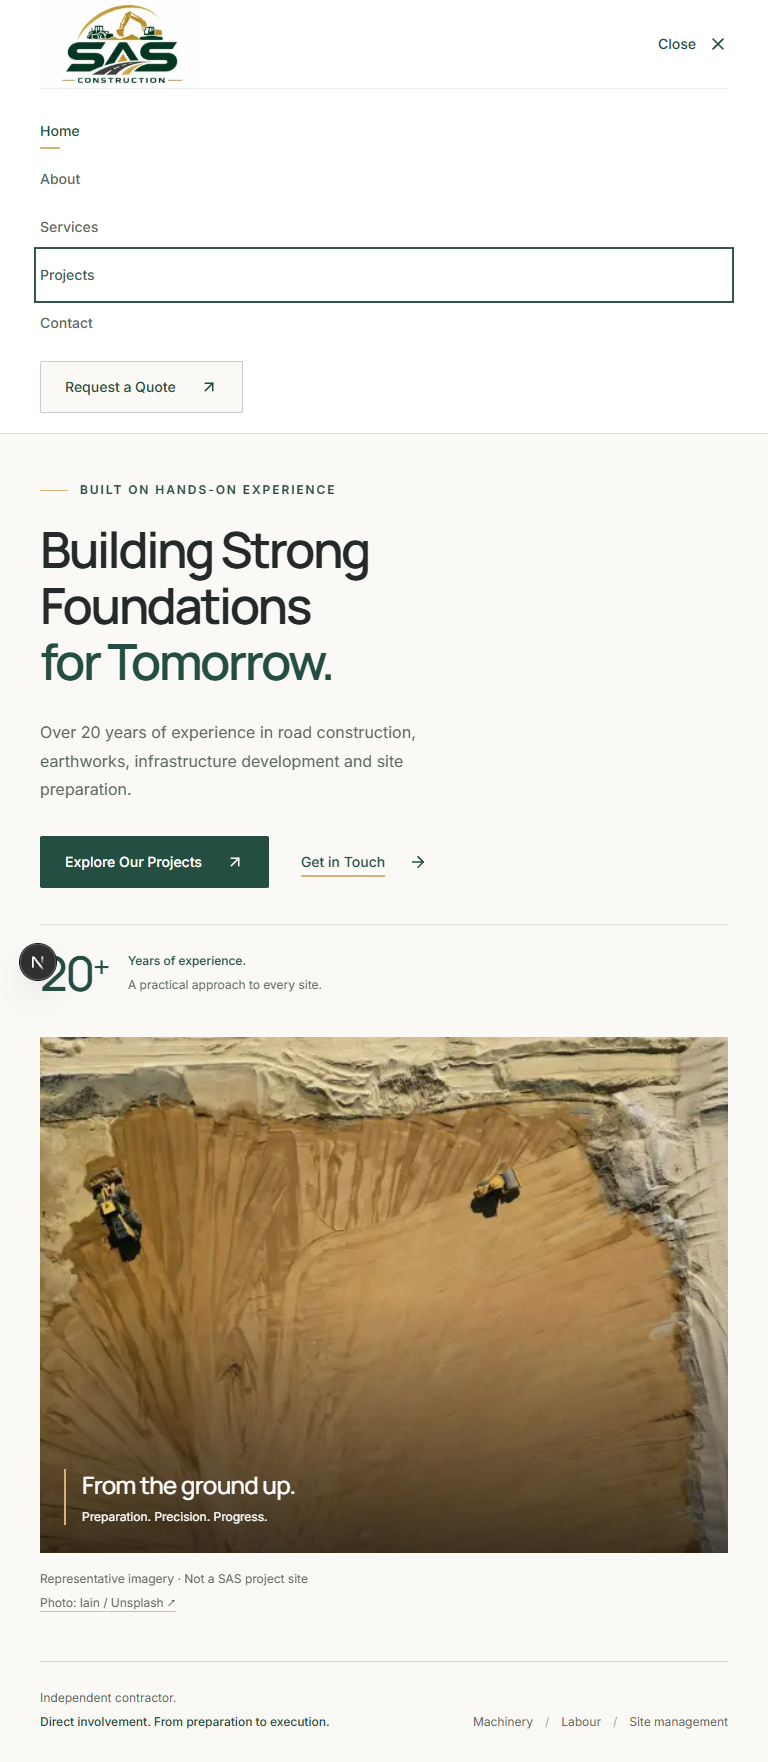 SAS
CONSTRUCTION
Close
Home
About
Services
Projects
Contact
Request a Quote
BUILT ON HANDS-ON EXPERIENCE
Building Strong
Foundations
for Tomorrow.
Over 20 years of experience in road construction,
earthworks, infrastructure development and site
preparation.
Explore Our Projects
Get in Touch
N
20+
Years of experience.
A practical approach to every site.
From the ground up.
Preparation. Precision. Progress.
Representative imagery · Not a SAS project site
Photo: Iain / Unsplash ↗
Independent contractor.
Direct involvement. From preparation to execution.
Machinery / Labour / Site management